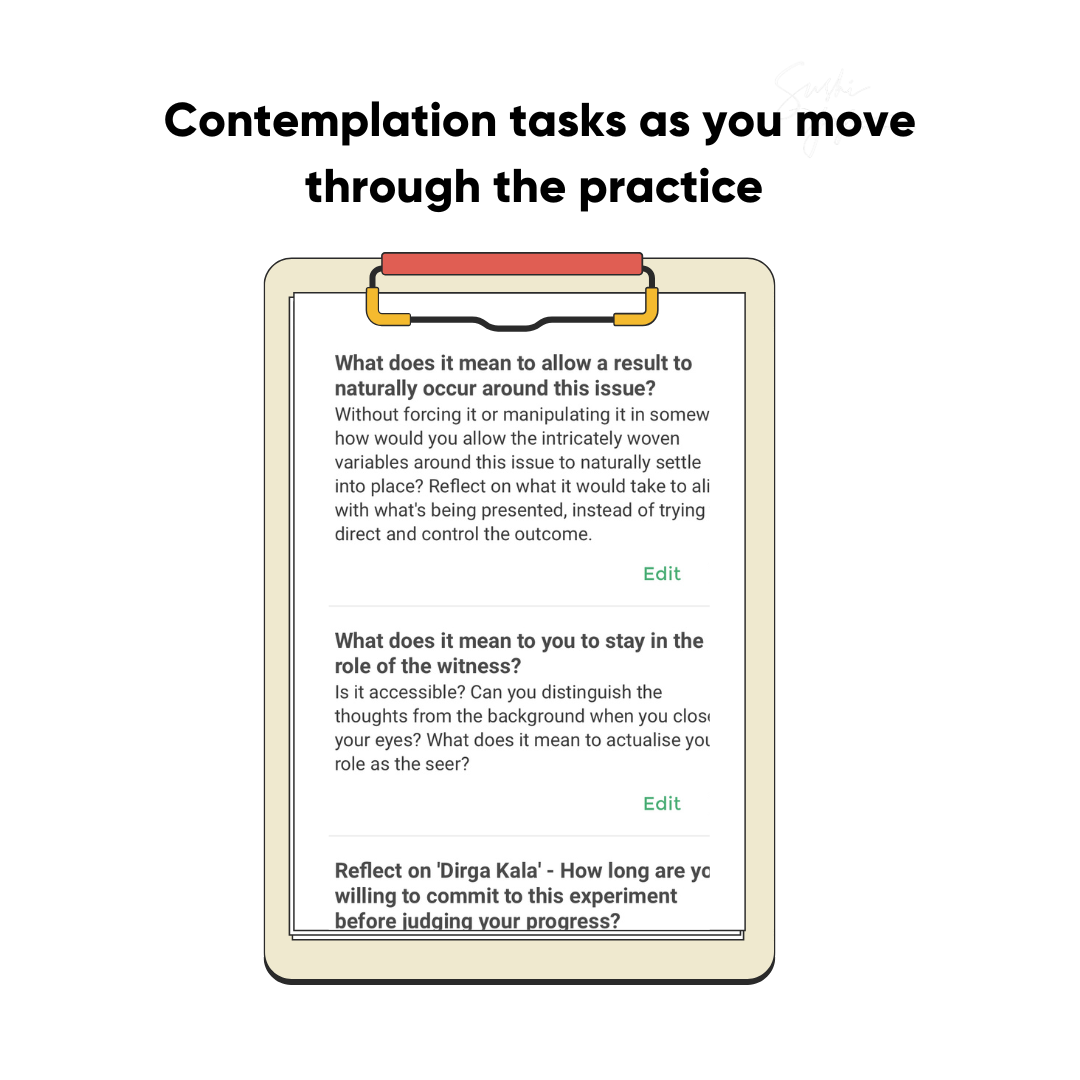 Contemplation tasks as you move
through the practice
What does it mean to allow a result to
naturally occur around this issue?
Without forcing it or manipulating it in somew
how would you allow the intricately woven
variables around this issue to naturally settle
into place? Reflect on what it would take to ali
with what's being presented, instead of trying
direct and control the outcome.
Edit
What does it mean to you to stay in the
role of the witness?
Is it accessible? Can you distinguish the
thoughts from the background when you close
your eyes? What does it mean to actualise you
role as the seer?
Edit
Reflect on 'Dirga Kala' - How long are yo
willing to commit to this experiment
before judging your progress?